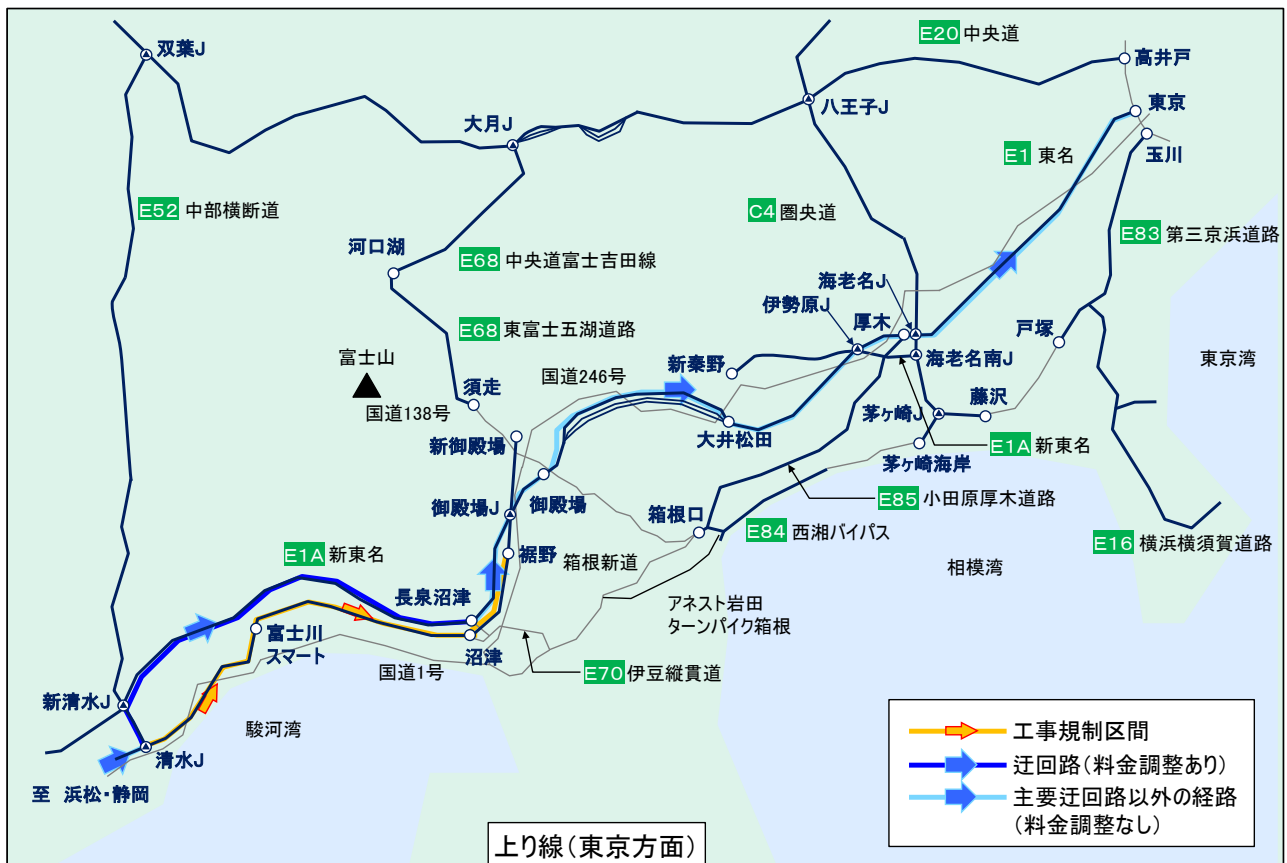 双葉J
E20 中央道
高井戸
東京
八王子J
大月J
玉川
E1 東名
E52 中部横断道
C4 圏央道
E83 第三京浜道路
河口湖
E68 中央道富士吉田線
海老名J
伊勢原J
厚木
E68 東富士五湖道路
戸塚
富士山
新秦野
海老名南J
東京湾
国道246号
須走
国道138号
藤沢
茅ヶ崎J
新御殿場
大井松田
E1A 新東名
茅ヶ崎海岸
御殿場
E85 小田原厚木道路
御殿場J
箱根口
E84 西湘バイパス
E16 横浜横須賀道路
E1A 新東名
裾野
箱根新道
相模湾
長泉沼津
アネスト岩田
ターンパイク箱根
富士川
スマート
沼津
国道1号
E70 伊豆縦貫道
新清水J
駿河湾
清水J
至 浜松・静岡
工事規制区間
迂回路(料金調整あり)
主要迂回路以外の経路
(料金調整なし)
上り線(東京方面)